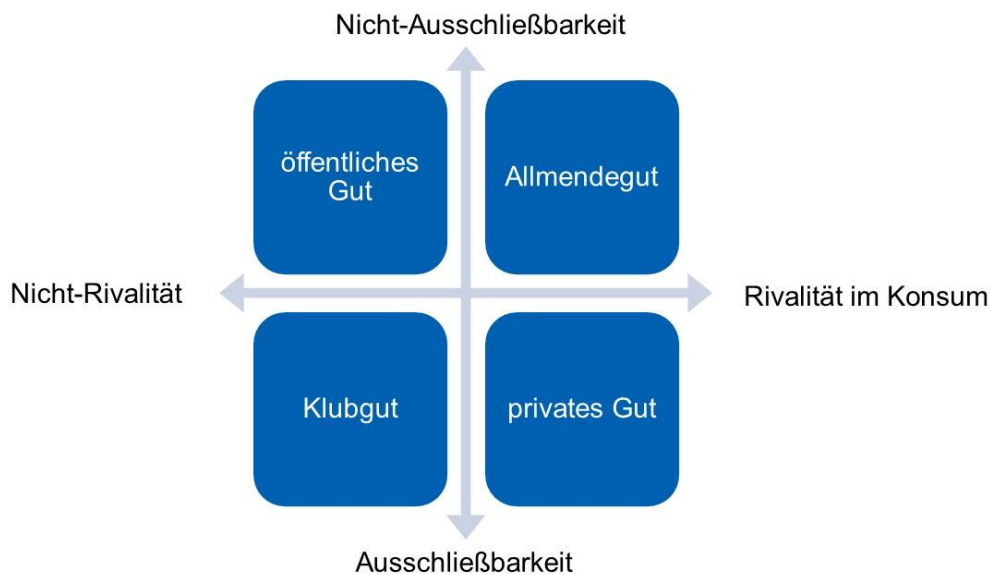 Nicht-Ausschließbarkeit
öffentliches
Gut
Allmendegut
Nicht-Rivalität
Rivalität im Konsum
Klubgut
privates Gut
Ausschließbarkeit